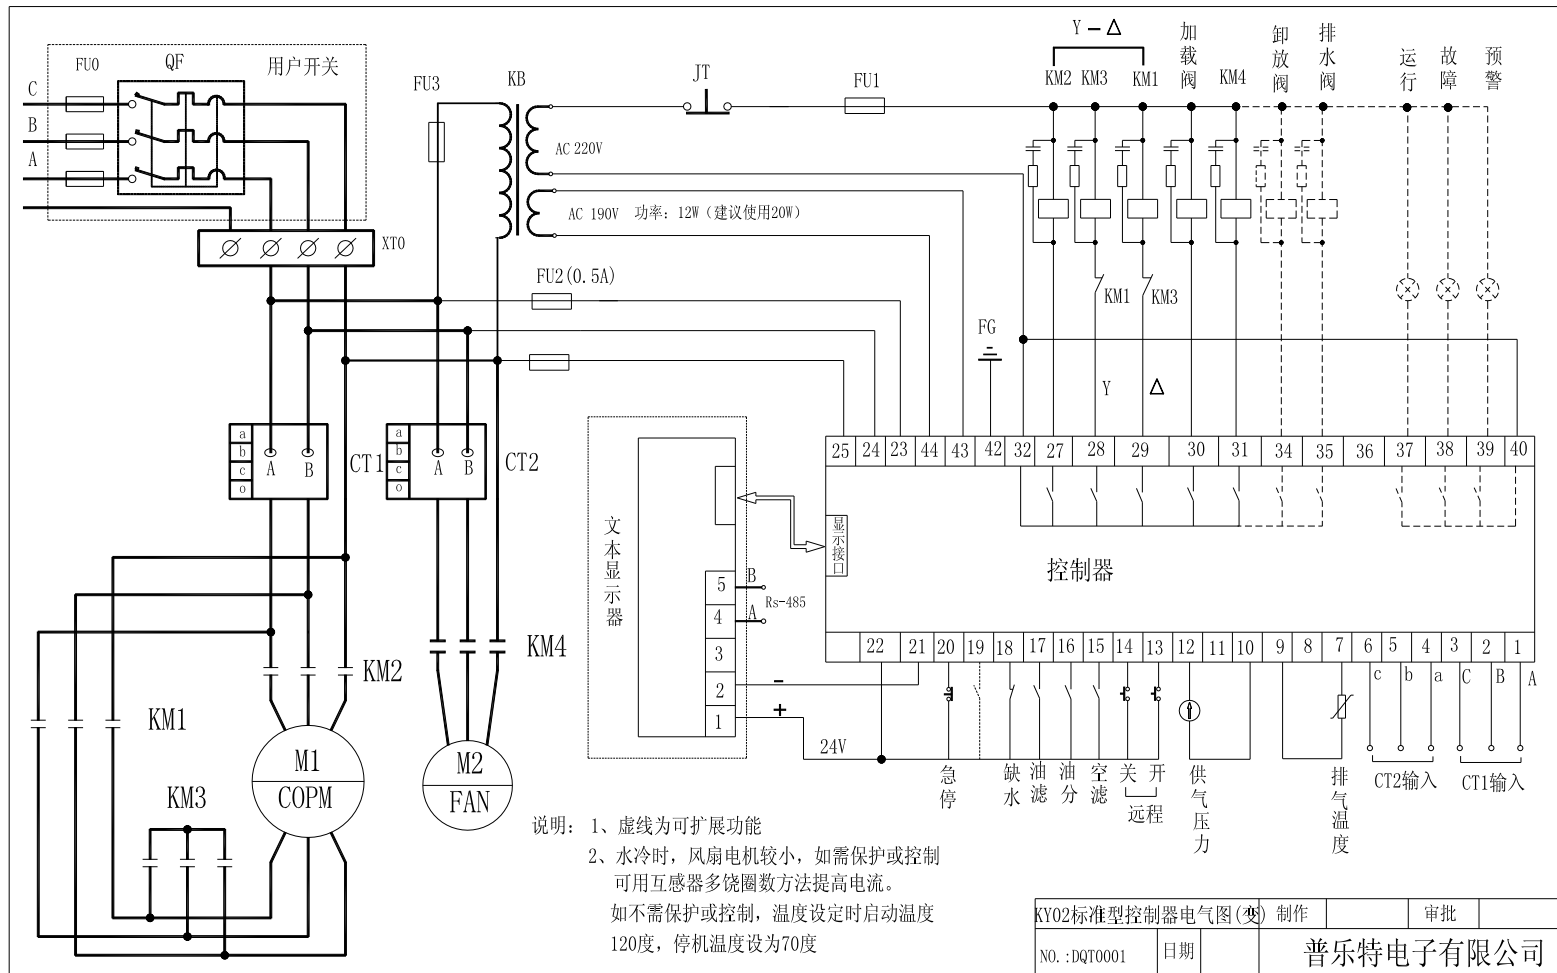 FU0
QF
用户开关
C
B
A
XT0
FU3
KB
JT
FU1
AC 220V
AC 190V 功率：12W（建议使用20W）
FU2(0.5A)
Y－Δ
KM2 KM3 KM1
加载阀
KM4
卸放阀
排水阀
运行
故障
预警
KM1
KM3
FG
Y
Δ
a
b
c
o
A
B
CT1
a
b
c
o
A
B
CT2
25 24 23 44 43 42 32 27 28 29 30 31 34 35 36 37 38 39 40
显示接口
控制器
文本显示器
5
4
3
2
1
B
A
Rs-485
-
+
24V
22 21 20 19 18 17 16 15 14 13 12 11 10 9 8 7 6 5 4 3 2 1
c
b
a
C
B
A
急停
缺水
油滤
油分
空滤
关
开
远程
供气压力
排气温度
CT2输入
CT1输入
KM2
KM1
KM3
KM4
M1
COPM
M2
FAN
说明：1、虚线为可扩展功能
2、水冷时，风扇电机较小，如需保护或控制
可用互感器多饶圈数方法提高电流。
如不需保护或控制，温度设定时启动温度
120度，停机温度设为70度
KY02标准型控制器电气图(变) 制作 审批
NO.:DQT0001 日期 普乐特电子有限公司